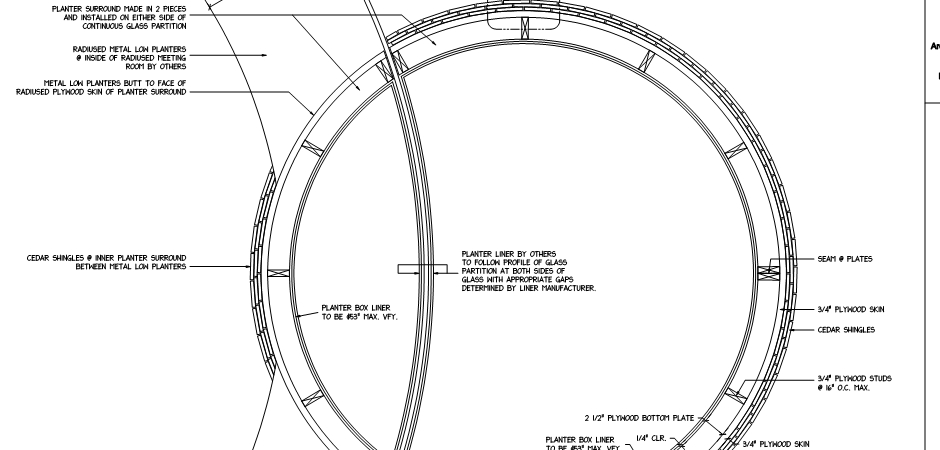 PLANTER SURROUND MADE IN 2 PIECES
AND INSTALLED ON EITHER SIDE OF
CONTINUOUS GLASS PARTITION
RADIUSED METAL LOW PLANTERS
@ INSIDE OF RADIUSED MEETING
ROOM BY OTHERS
METAL LOW PLANTERS BUTT TO FACE OF
RADIUSED PLYWOOD SKIN OF PLANTER SURROUND
CEDAR SHINGLES @ INNER PLANTER SURROUND
BETWEEN METAL LOW PLANTERS
PLANTER LINER BY OTHERS
TO FOLLOW PROFILE OF GLASS
PARTITION AT BOTH SIDES OF
GLASS WITH APPROPRIATE GAPS
DETERMINED BY LINER MANUFACTURER.
PLANTER BOX LINER
TO BE Ø53" MAX. VFY.
SEAM @ PLATES
3/4" PLYWOOD SKIN
CEDAR SHINGLES
3/4" PLYWOOD STUDS
@ 16" O.C. MAX.
2 1/2" PLYWOOD BOTTOM PLATE
1/4" CLR.
3/4" PLYWOOD SKIN
PLANTER BOX LINER
TO BE Ø53" MAX. VFY.